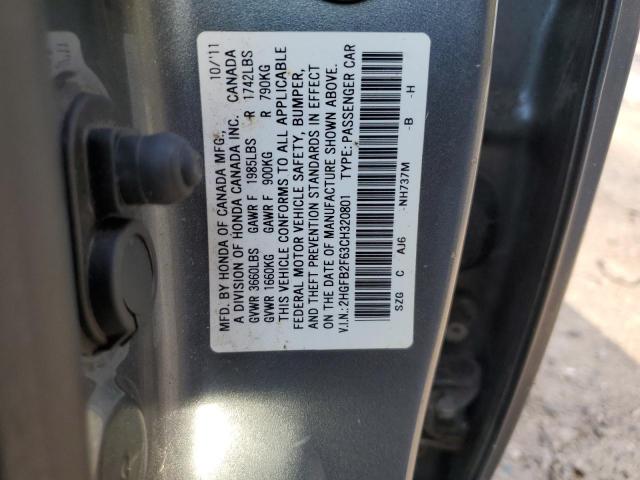 MFD. BY HONDA OF CANADA MFG. 10/'11
A DIVISION OF HONDA CANADA INC. CANADA
GVWR 3660LBS GAWR F 1985LBS R 1742LBS
GVWR 1660KG GAWR F 900KG R 790KG
THIS VEHICLE CONFORMS TO ALL APPLICABLE
FEDERAL MOTOR VEHICLE SAFETY, BUMPER,
AND THEFT PREVENTION STANDARDS IN EFFECT
ON THE DATE OF MANUFACTURE SHOWN ABOVE.
V.I.N.: 2HGFB2F63CH320801 TYPE: PASSENGER CAR
SZG C AJ6 -NH737M -B -H